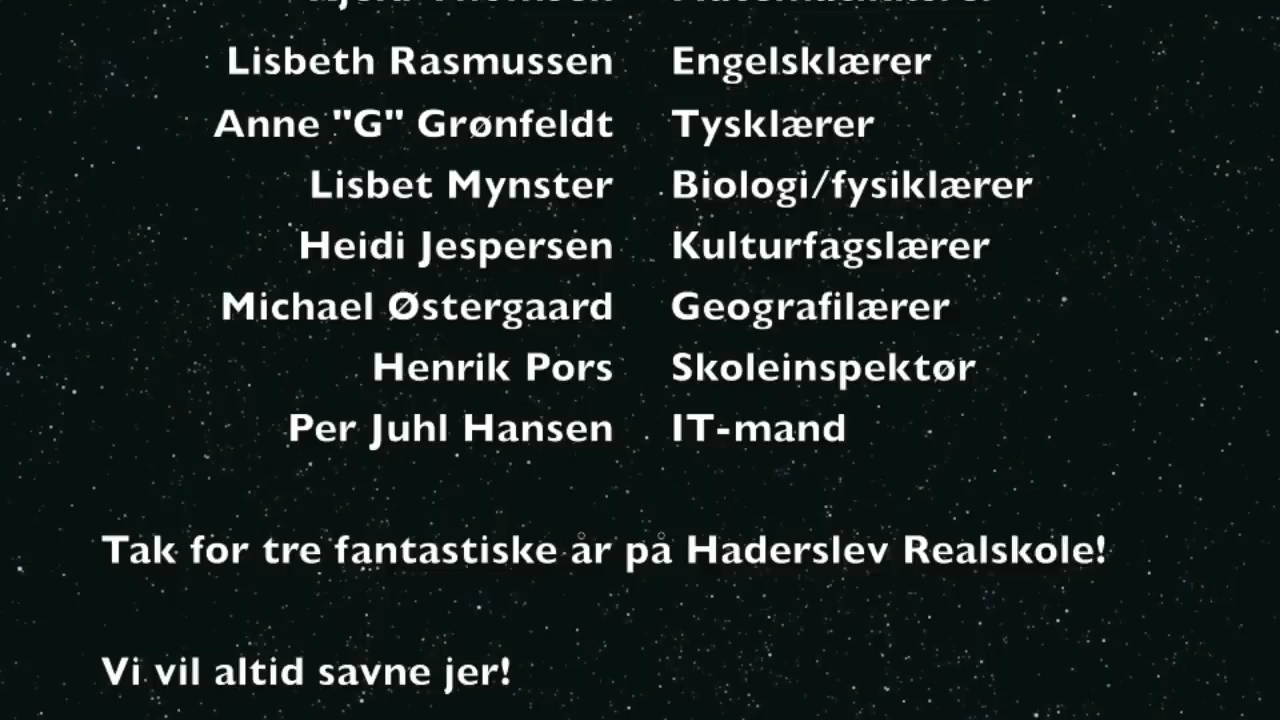 Lisbeth Rasmussen Engelsklærer
Anne "G" Grønfeldt Tysklærer
Lisbet Mynster Biologi/fysiklærer
Heidi Jespersen Kulturfagslærer
Michael Østergaard Geografilærer
Henrik Pors Skoleinspektør
Per Juhl Hansen IT-mand
Tak for tre fantastiske år på Haderslev Realskole!
Vi vil altid savne jer!